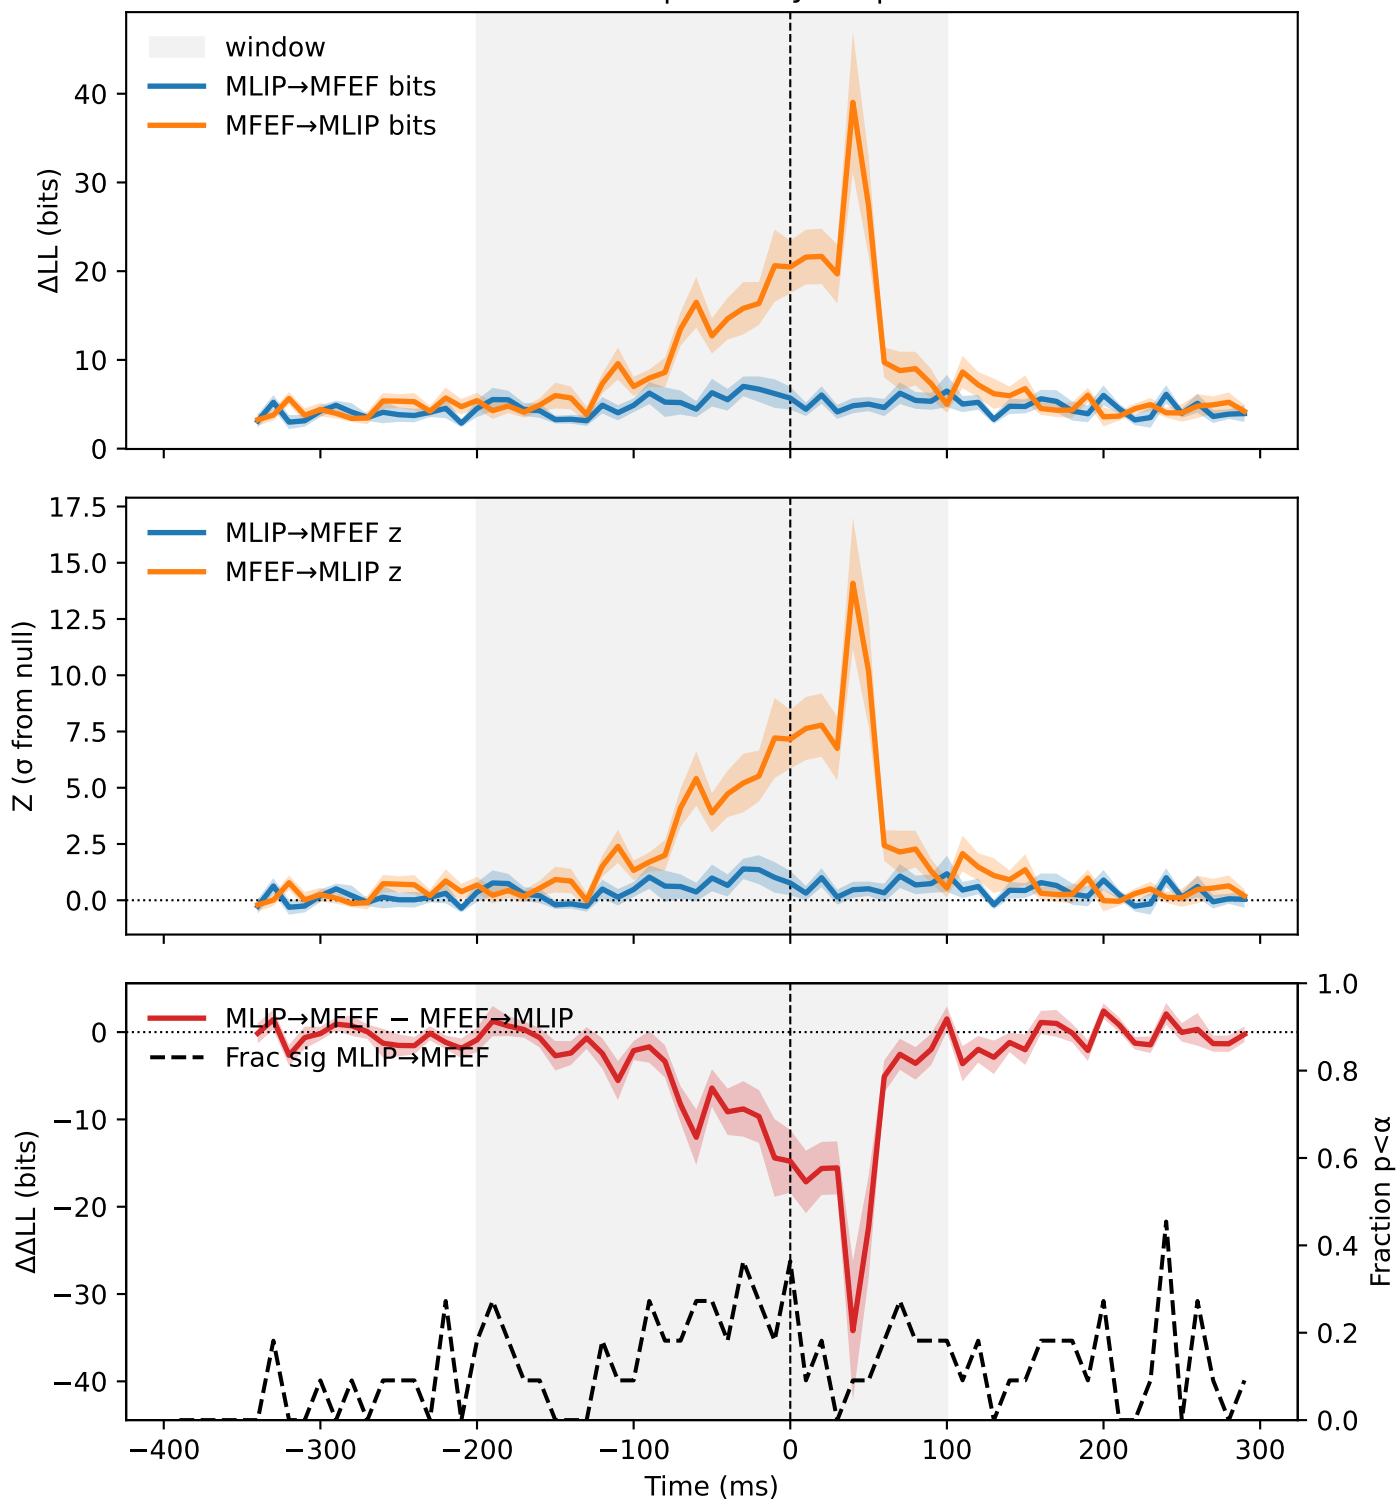 window
MLIP→MFEF bits
MFEF→MLIP bits
ΔLL (bits)
40
30
20
10
0
MLIP→MFEF z
MFEF→MLIP z
Z (σ from null)
17.5
15.0
12.5
10.0
7.5
5.0
2.5
0.0
MLIP→MFEF − MFEF→MLIP
Frac sig MLIP→MFEF
ΔΔLL (bits)
0
−10
−20
−30
−40
1.0
0.8
0.6
0.4
0.2
0.0
Fraction p<α
−400 −300 −200 −100 0 100 200 300
Time (ms)